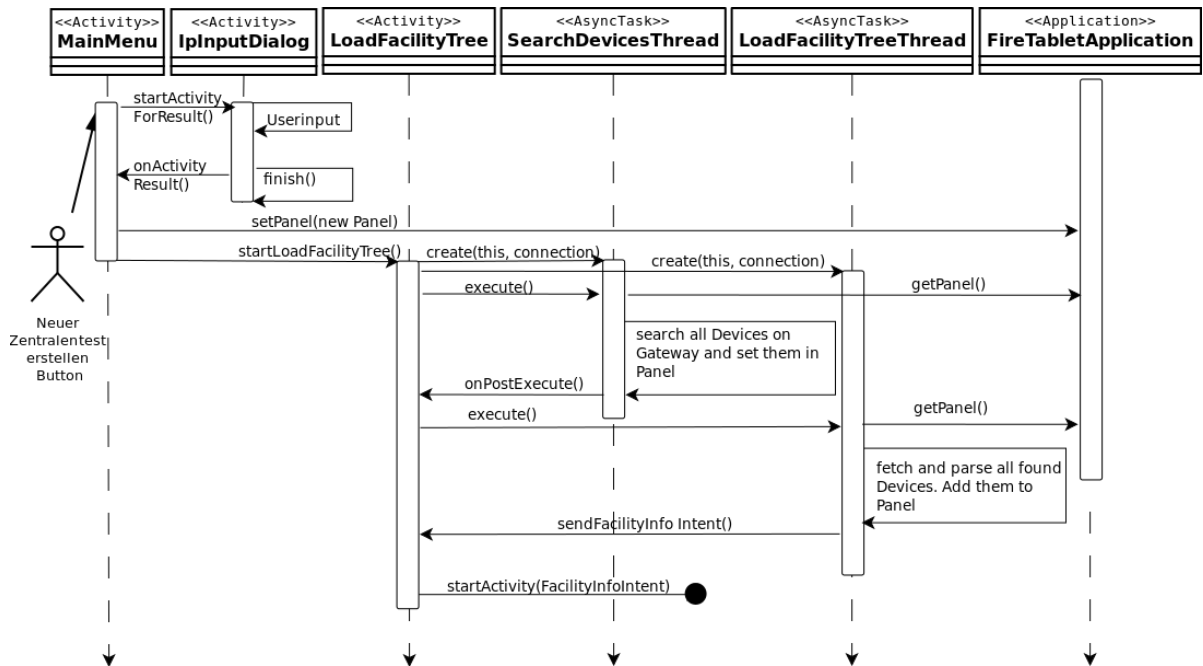 <<Activity>>
MainMenu
<<Activity>>
IpInputDialog
<<Activity>>
LoadFacilityTree
<<AsyncTask>>
SearchDevicesThread
<<AsyncTask>>
LoadFacilityTreeThread
<<Application>>
FireTabletApplication
startActivity
ForResult()
Userinput
onActivity
Result()
finish()
setPanel(new Panel)
startLoadFacilityTree()
create(this, connection)
create(this, connection)
execute()
getPanel()
Neuer
Zentralentest
erstellen
Button
search all Devices on
Gateway and set them in
Panel
onPostExecute()
execute()
getPanel()
fetch and parse all found
Devices. Add them to
Panel
sendFacilityInfo Intent()
startActivity(FacilityInfoIntent)